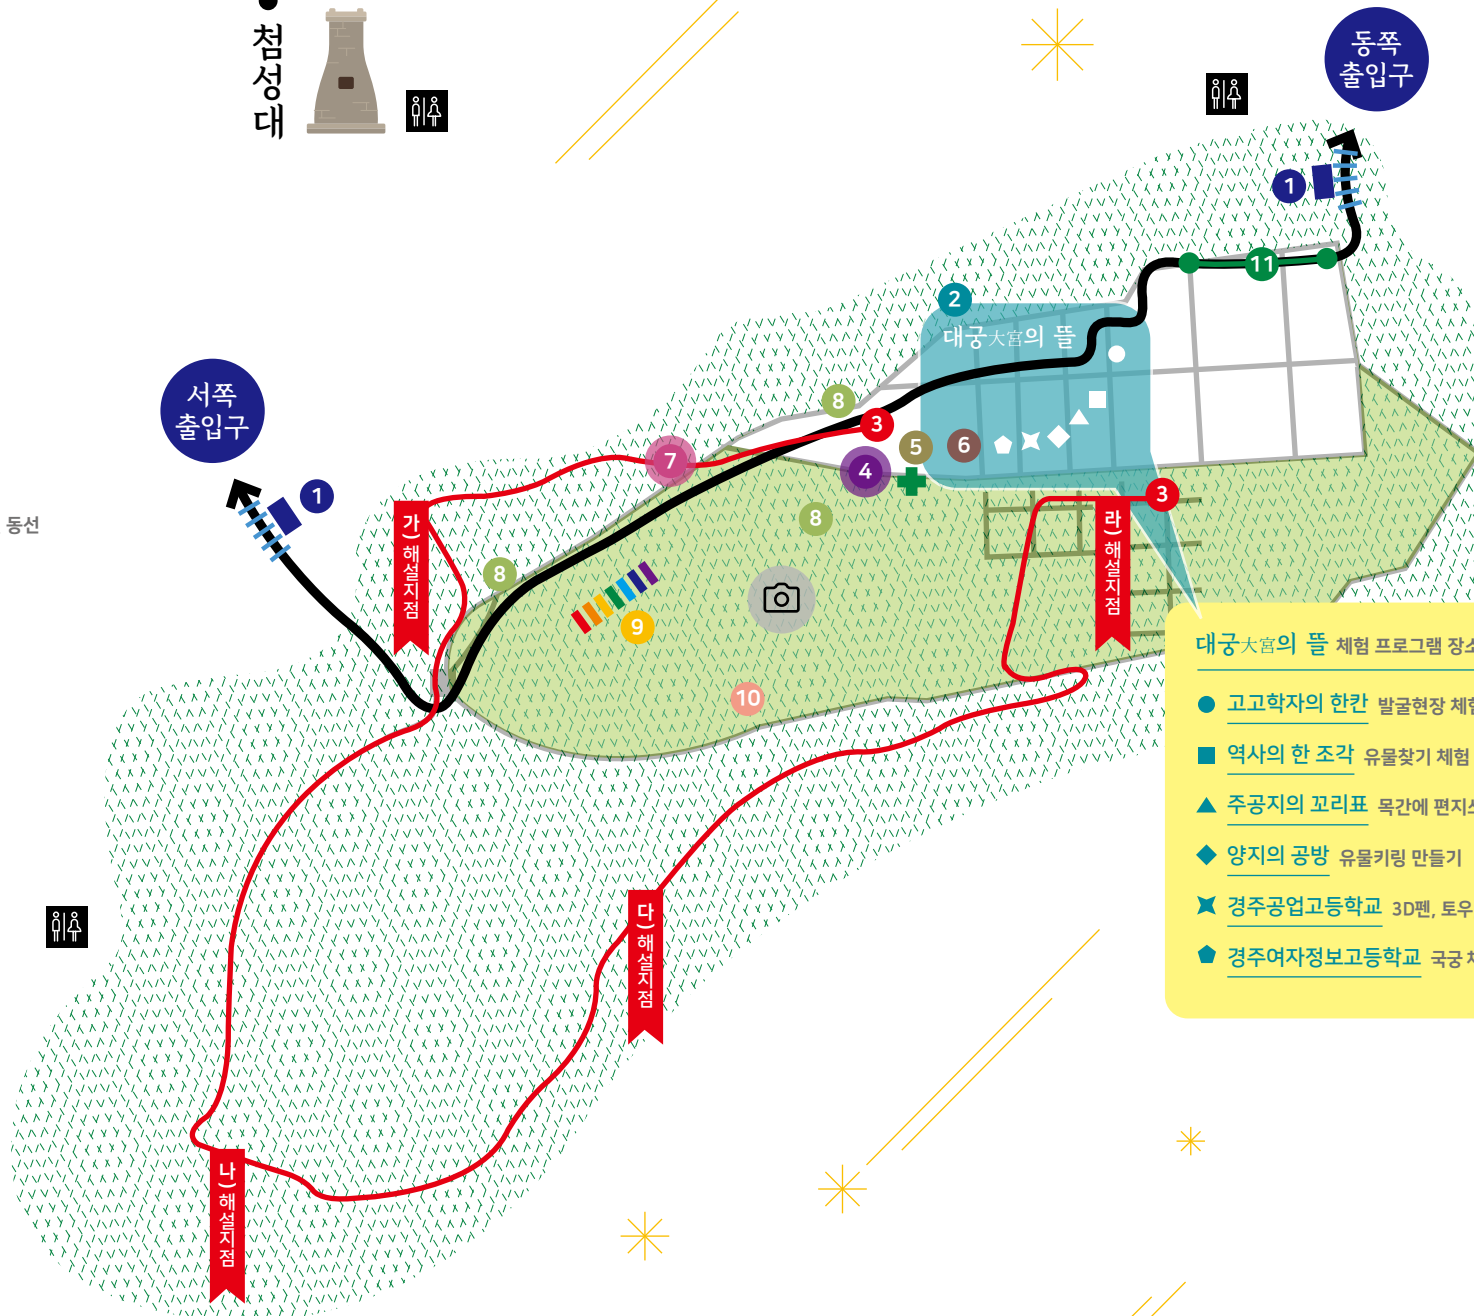 첨성대
동쪽
출입구
1
11
2
대궁大宮의 뜰
서쪽
출입구
8
3
7
4
5
6
1
동선
가) 해설지점
8
3
라) 해설지점
8
9
10
대궁大宮의 뜰 체험 프로그램 장소
고고학자의 한칸 발굴현장 체험
역사의 한 조각 유물찾기 체험
주공지의 꼬리표 목간에 편지쓰
양지의 공방 유물키링 만들기
경주공업고등학교 3D펜, 토우
경주여자정보고등학교 국궁 체
다) 해설지점
나) 해설지점